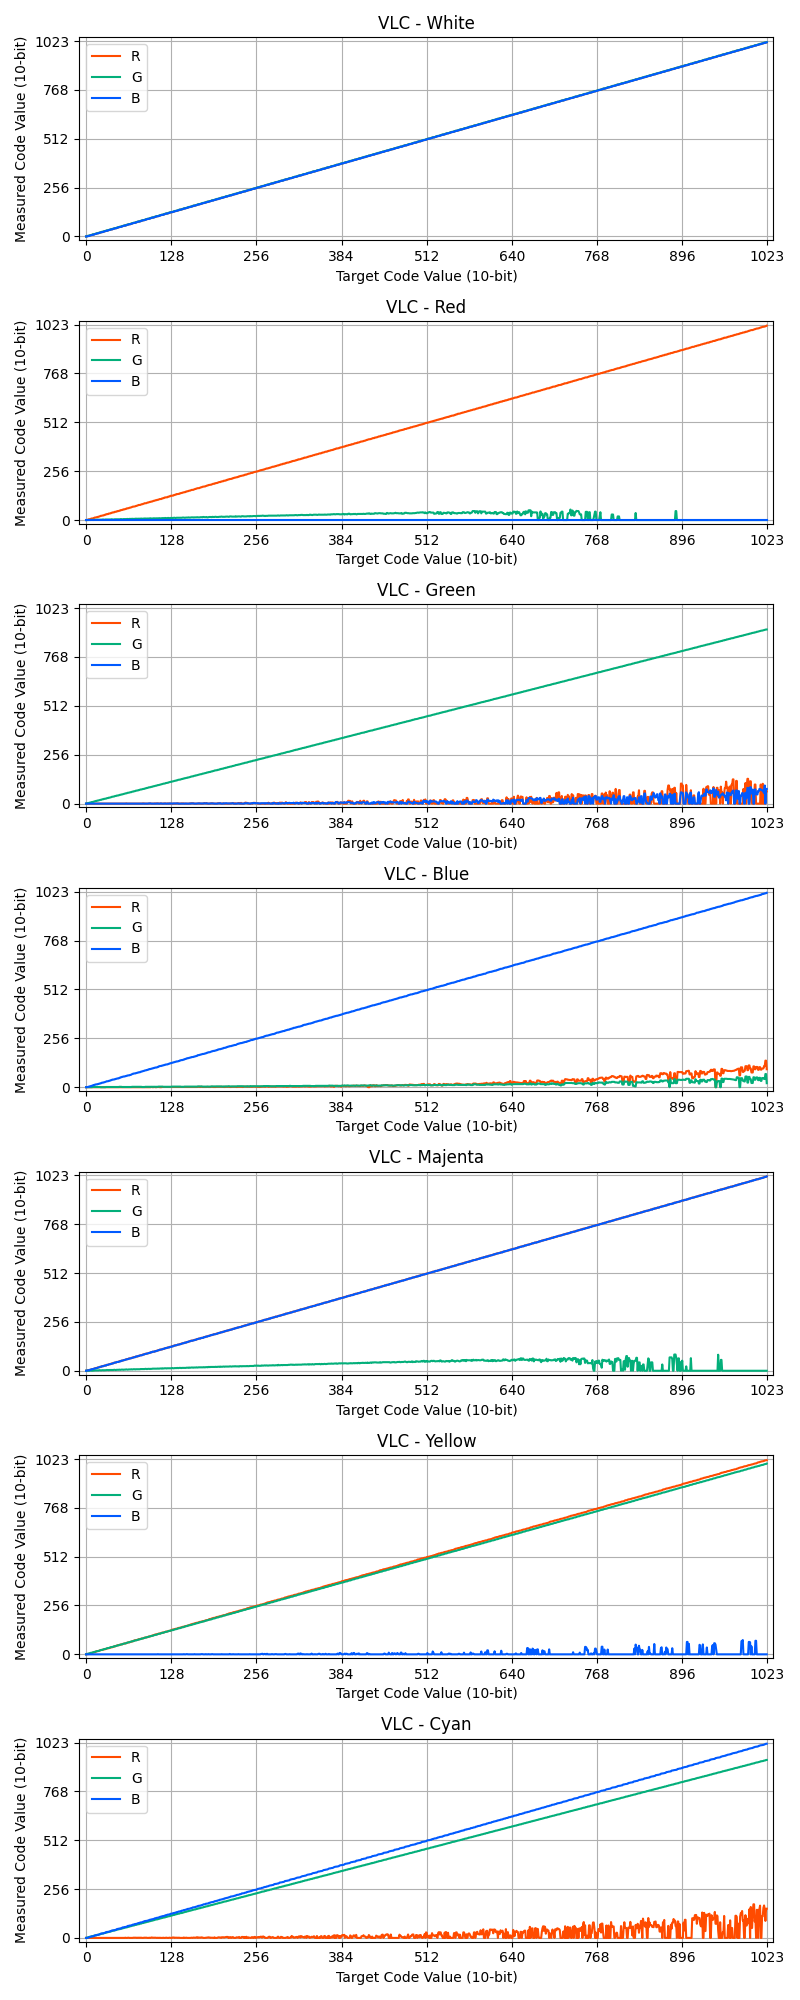 VLC - White
1023
768
512
256
0
R
G
B
Measured Code Value (10-bit)
0 128 256 384 512 640 768 896 1023
Target Code Value (10-bit)
VLC - Red
1023
768
512
256
0
R
G
B
Measured Code Value (10-bit)
0 128 256 384 512 640 768 896 1023
Target Code Value (10-bit)
VLC - Green
1023
768
512
256
0
R
G
B
Measured Code Value (10-bit)
0 128 256 384 512 640 768 896 1023
Target Code Value (10-bit)
VLC - Blue
1023
768
512
256
0
R
G
B
Measured Code Value (10-bit)
0 128 256 384 512 640 768 896 1023
Target Code Value (10-bit)
VLC - Majenta
1023
768
512
256
0
R
G
B
Measured Code Value (10-bit)
0 128 256 384 512 640 768 896 1023
Target Code Value (10-bit)
VLC - Yellow
1023
768
512
256
0
R
G
B
Measured Code Value (10-bit)
0 128 256 384 512 640 768 896 1023
Target Code Value (10-bit)
VLC - Cyan
1023
768
512
256
0
R
G
B
Measured Code Value (10-bit)
0 128 256 384 512 640 768 896 1023
Target Code Value (10-bit)